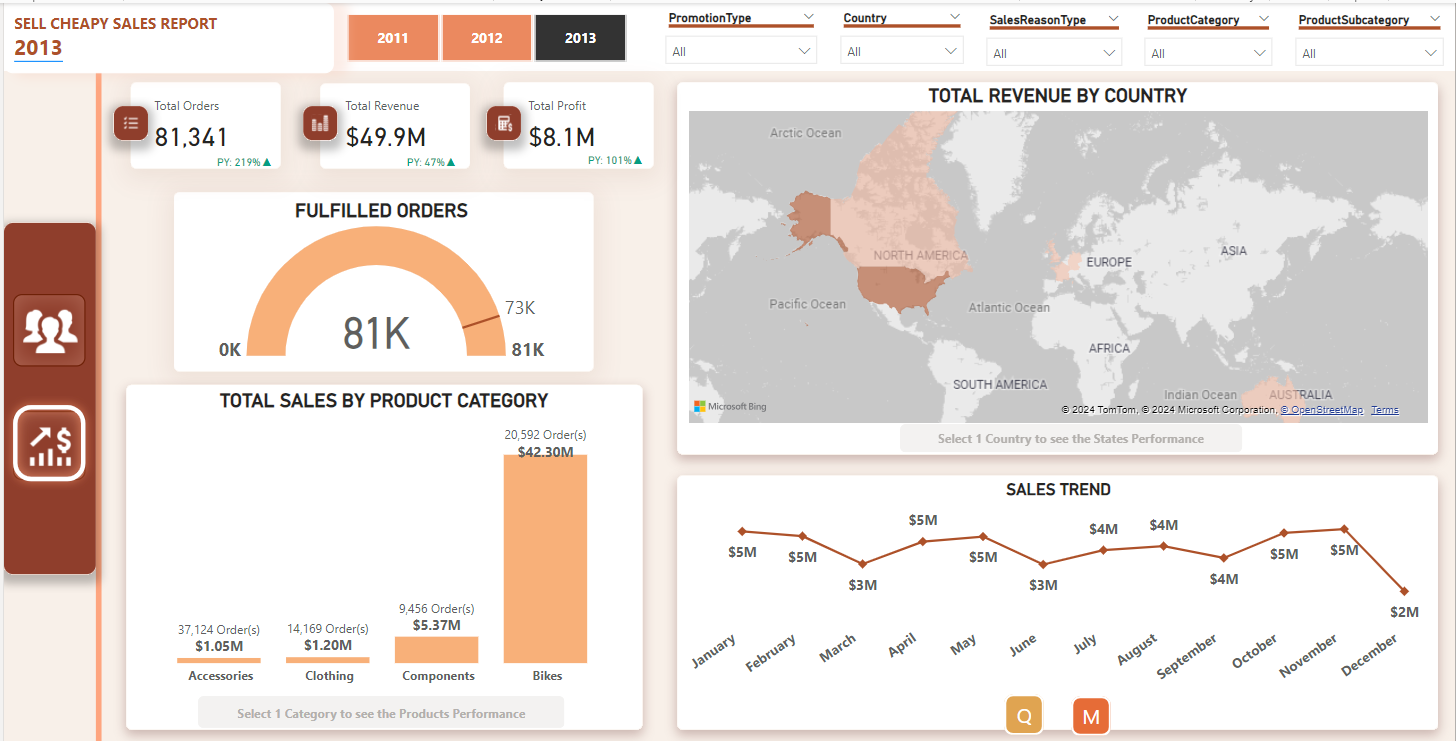 SELL CHEAPY SALES REPORT
2013
2011
2012
2013
PromotionType
All
Country
All
SalesReasonType
All
ProductCategory
All
ProductSubcategory
All
Total Orders
81,341
PY: 219%▲
Total Revenue
$49.9M
PY: 47%▲
Total Profit
$8.1M
PY: 101%▲
FULFILLED ORDERS
73K
81K
0K
81K
TOTAL SALES BY PRODUCT CATEGORY
20,592 Order(s)
$42.30M
9,456 Order(s)
$5.37M
14,169 Order(s)
$1.20M
37,124 Order(s)
$1.05M
Accessories
Clothing
Components
Bikes
Select 1 Category to see the Products Performance
TOTAL REVENUE BY COUNTRY
Arctic Ocean
NORTH AMERICA
EUROPE
ASIA
Pacific Ocean
Atlantic Ocean
AFRICA
SOUTH AMERICA
Indian Ocean
AUSTRALIA
Microsoft Bing
© 2024 TomTom, © 2024 Microsoft Corporation, © OpenStreetMap Terms
Select 1 Country to see the States Performance
SALES TREND
$5M
$5M
$3M
$5M
$5M
$3M
$4M
$4M
$4M
$5M
$5M
$2M
January
February
March
April
May
June
July
August
September
October
November
December
Q
M